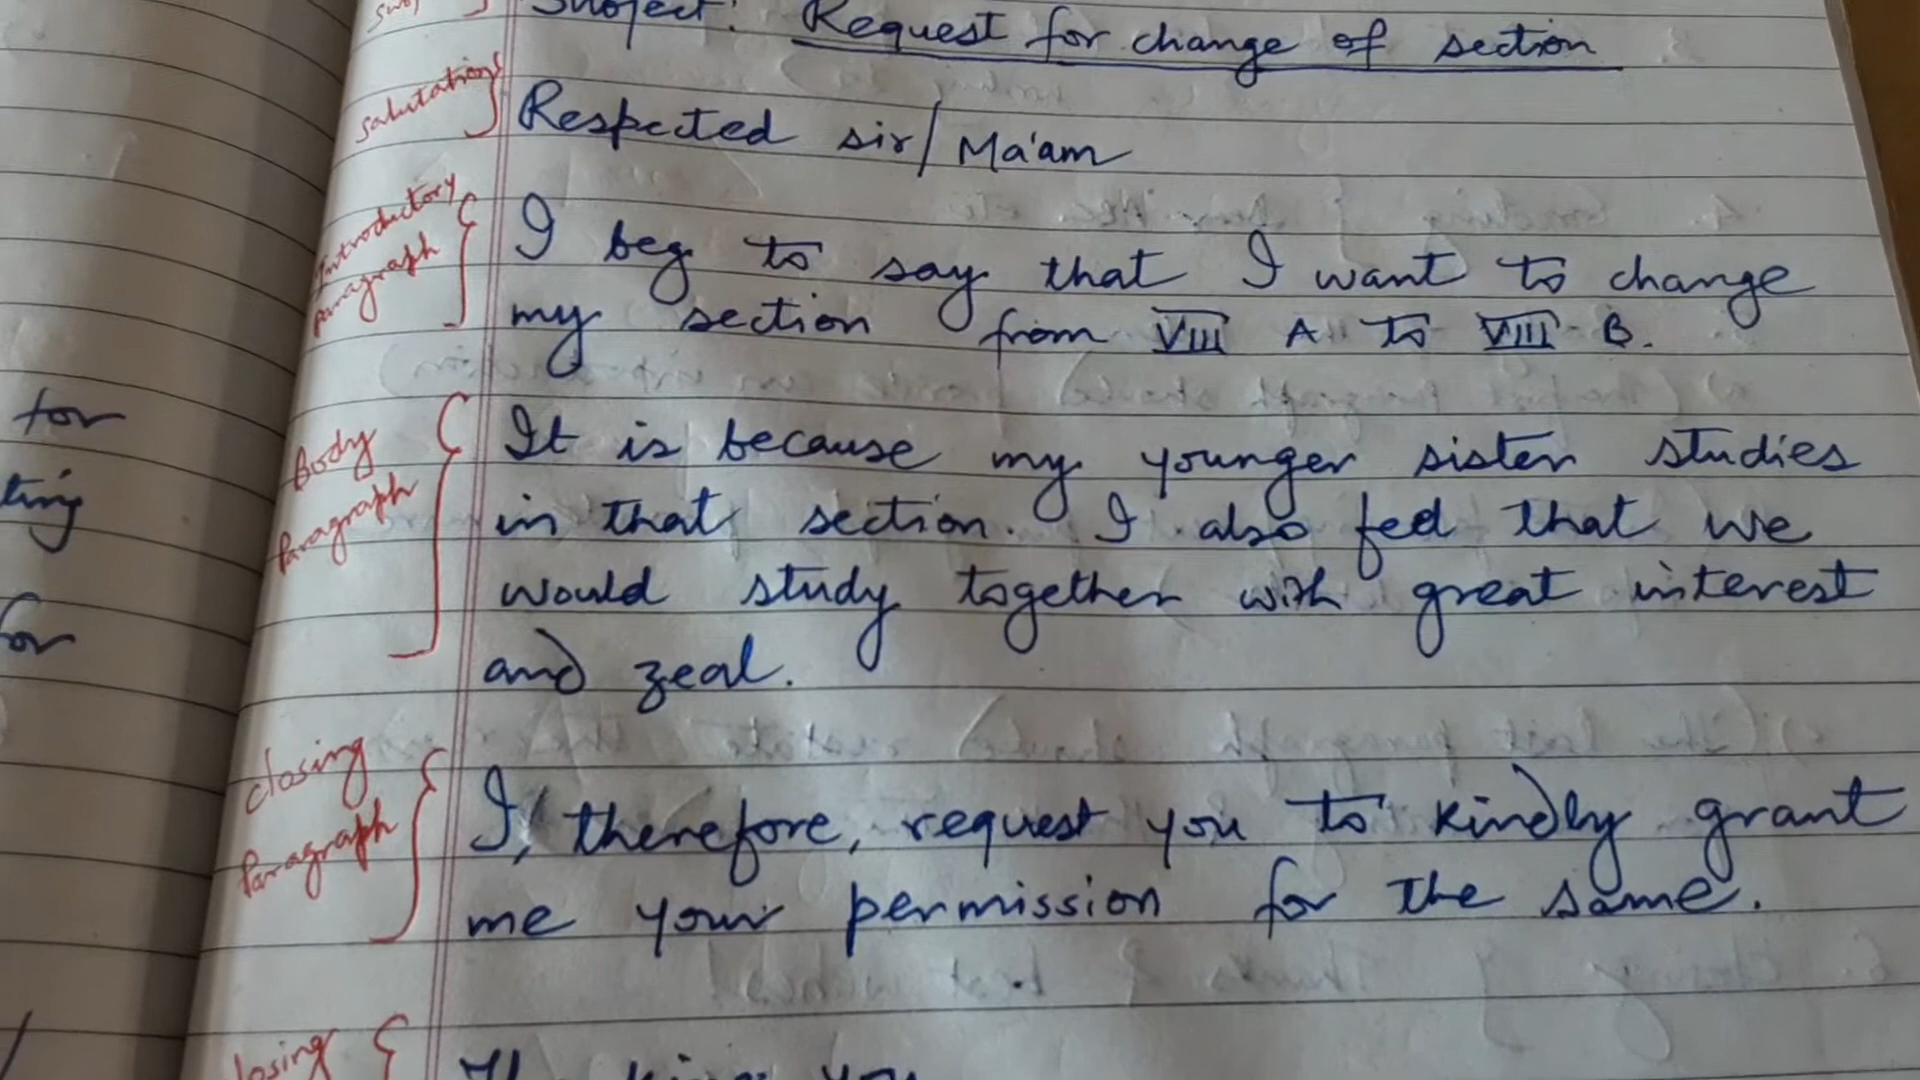 Subject: Request for change of section
salutation
Respected sir/Ma'am
Introductory paragraph
I beg to say that I want to change
my section from VIII A to VIII B.
Body Paragraph
It is because my younger sister studies
in that section. I also feel that we
would study together with great interest
and zeal.
closing Paragraph
I, therefore, request you to kindly grant
me your permission for the same.
for
ting
for